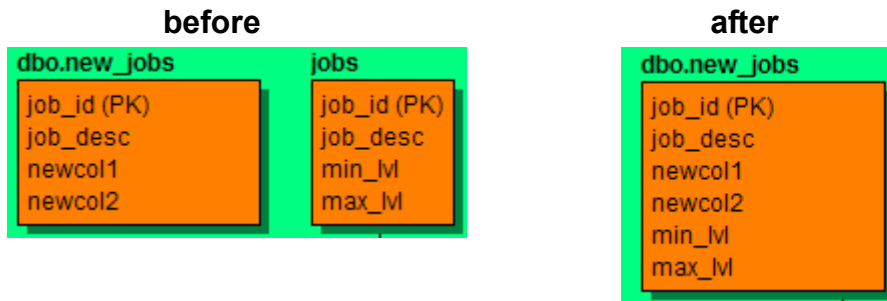 before
dbo.new_jobs
job_id (PK)
job_desc
newcol1
newcol2
jobs
job_id (PK)
job_desc
min_lvl
max_lvl
after
dbo.new_jobs
job_id (PK)
job_desc
newcol1
newcol2
min_lvl
max_lvl